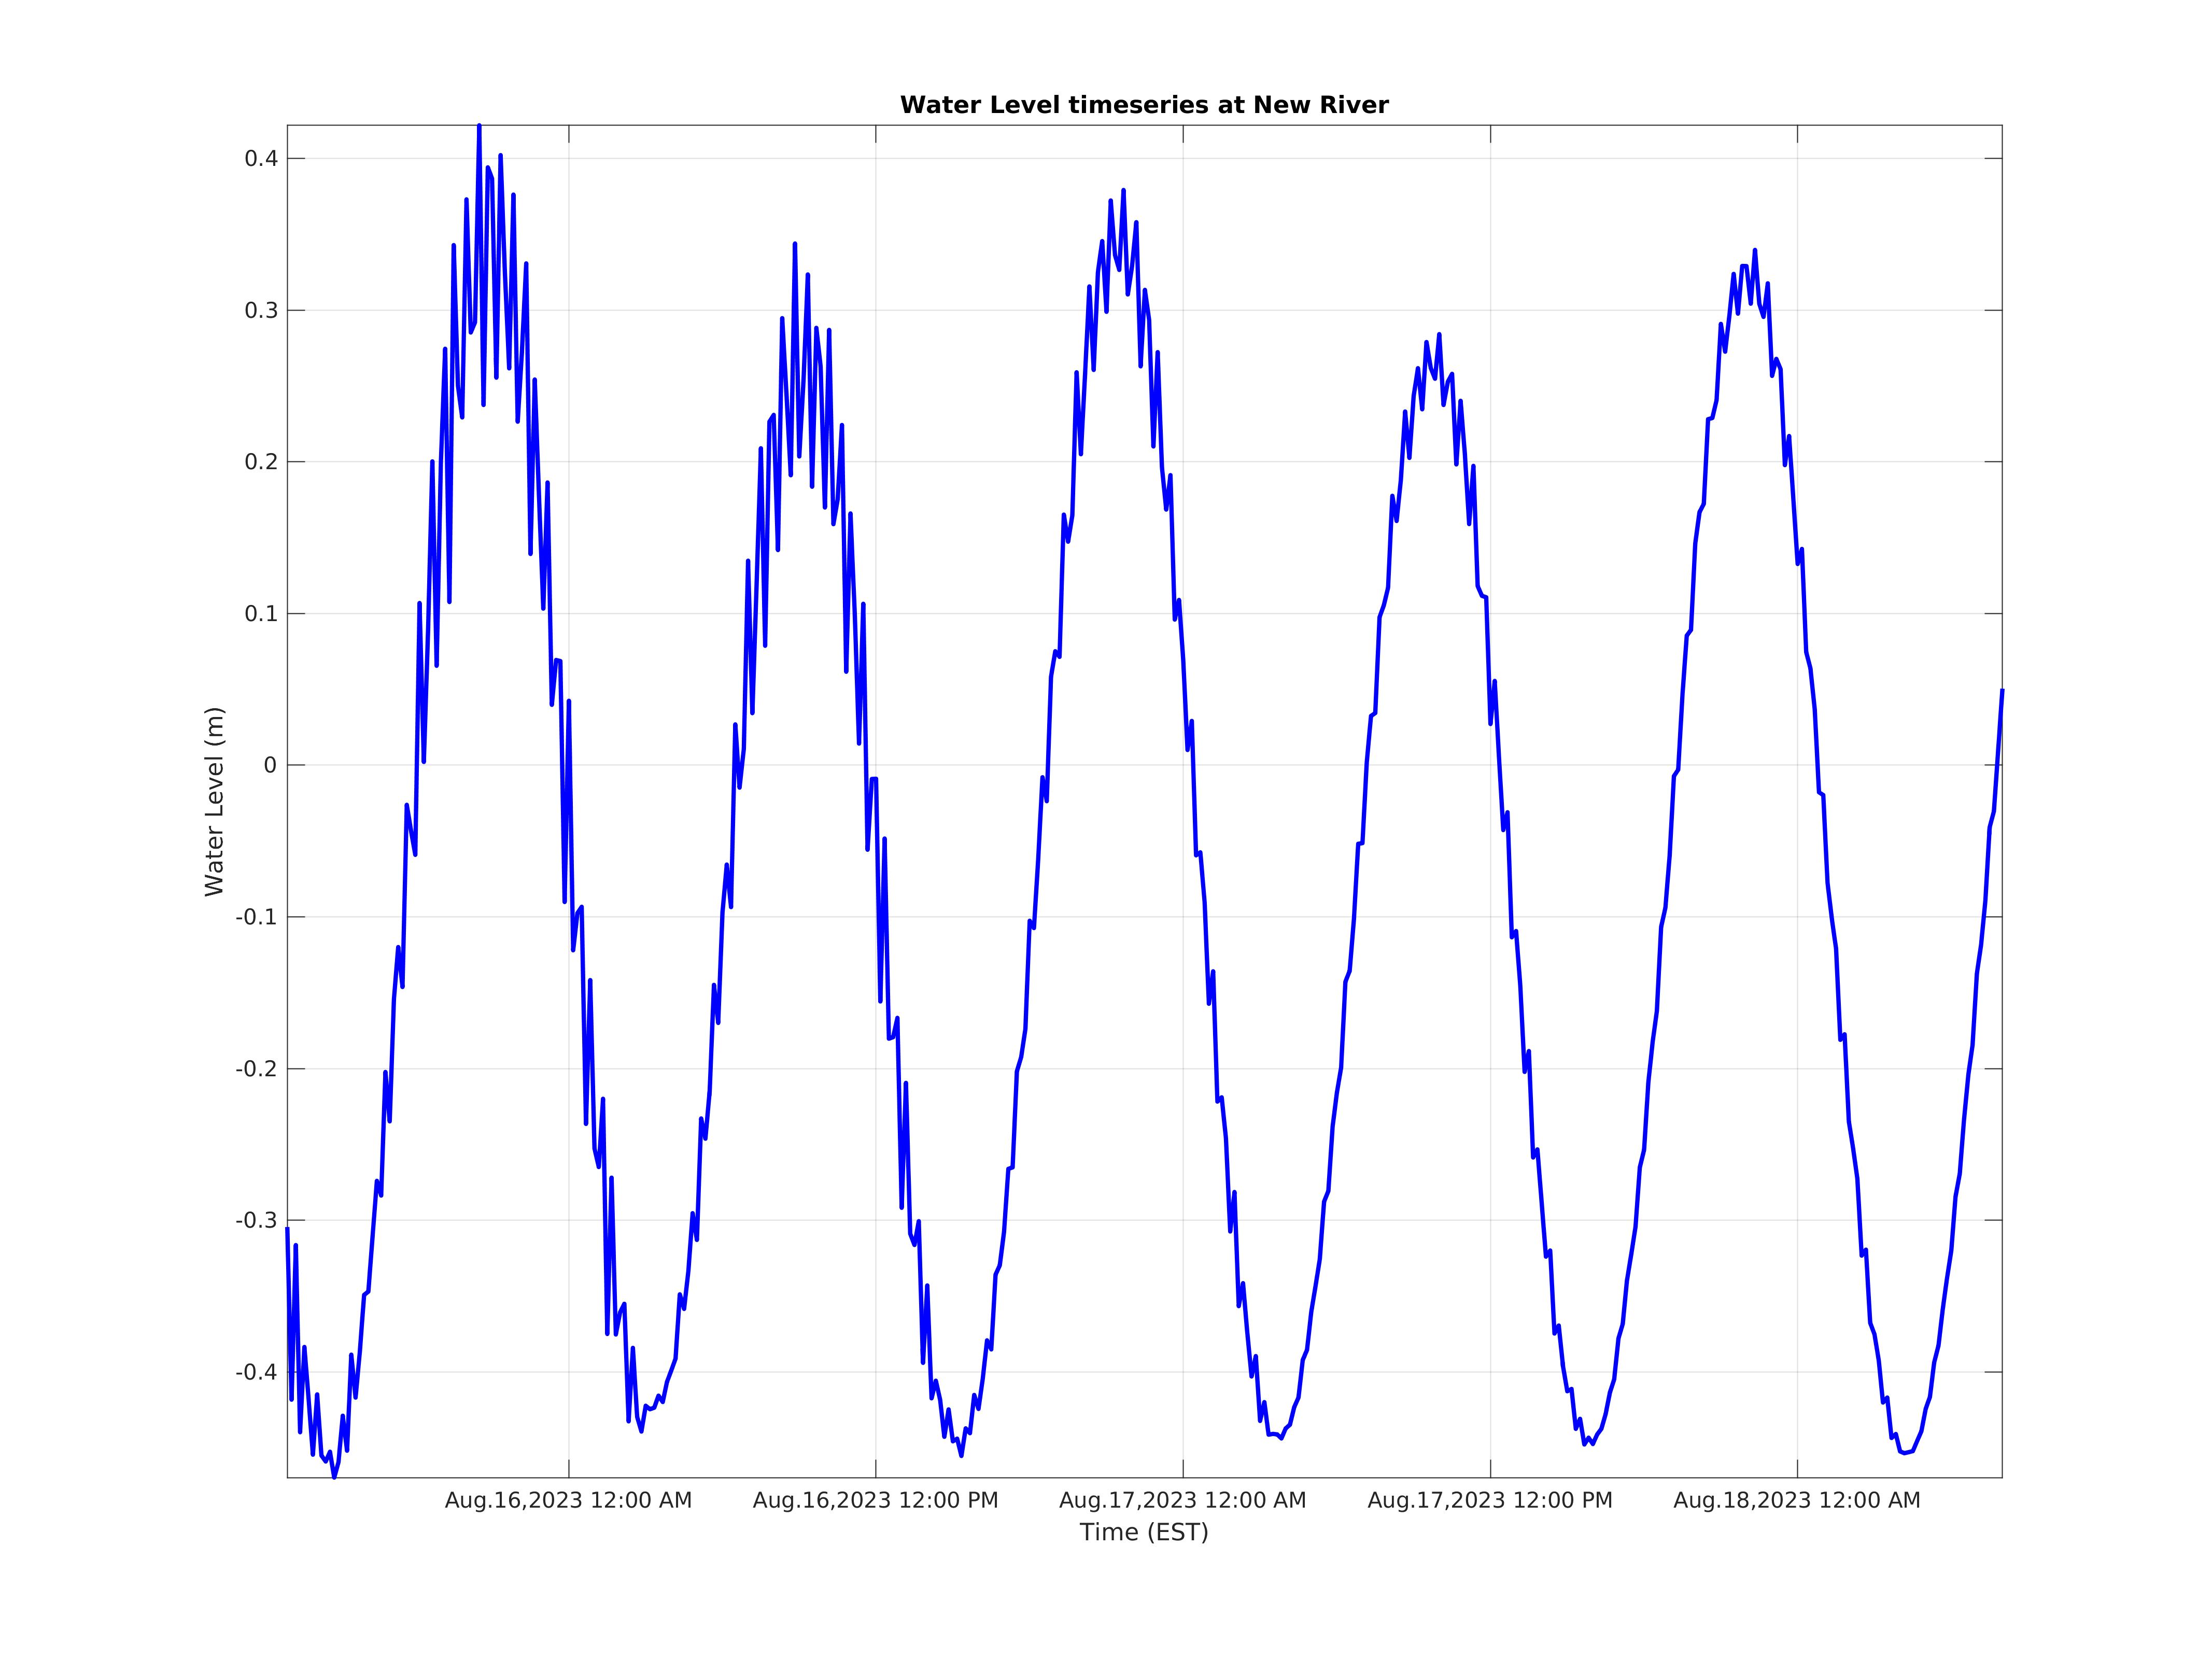 Water Level timeseries at New River
0.4
0.3
0.2
0.1
0
-0.1
-0.2
-0.3
-0.4
Water Level (m)
Aug.16,2023 12:00 AM Aug.16,2023 12:00 PM Aug.17,2023 12:00 AM Aug.17,2023 12:00 PM Aug.18,2023 12:00 AM
Time (EST)